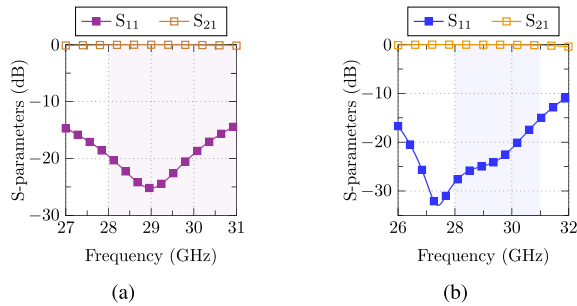 S11 S21
0
−10
−20
−30
27 28 29 30 31
S-parameters (dB)
Frequency (GHz)
(a)
S11 S21
0
−10
−20
−30
26 28 30 32
S-parameters (dB)
Frequency (GHz)
(b)